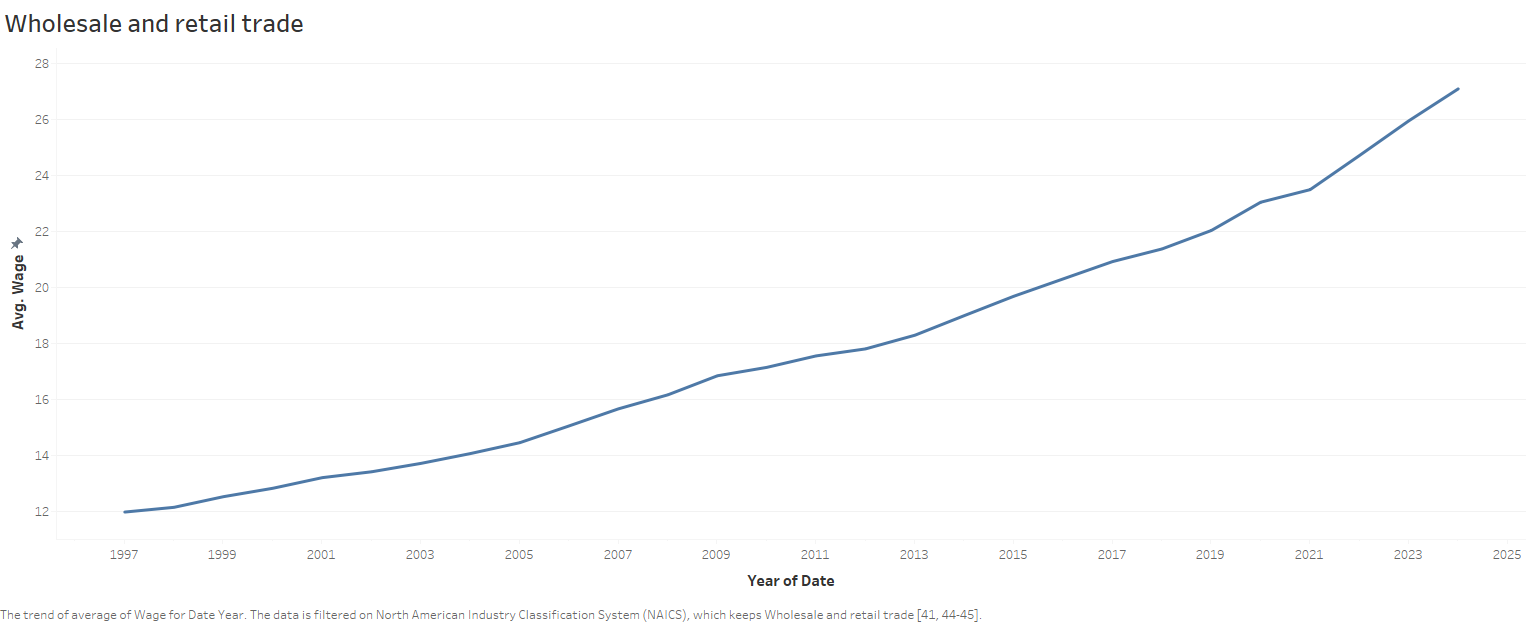 Wholesale and retail trade
28
26
24
22
20
18
16
14
12
Avg. Wage
1997 1999 2001 2003 2005 2007 2009 2011 2013 2015 2017 2019 2021 2023 2025
Year of Date
The trend of average of Wage for Date Year. The data is filtered on North American Industry Classification System (NAICS), which keeps Wholesale and retail trade [41, 44-45].